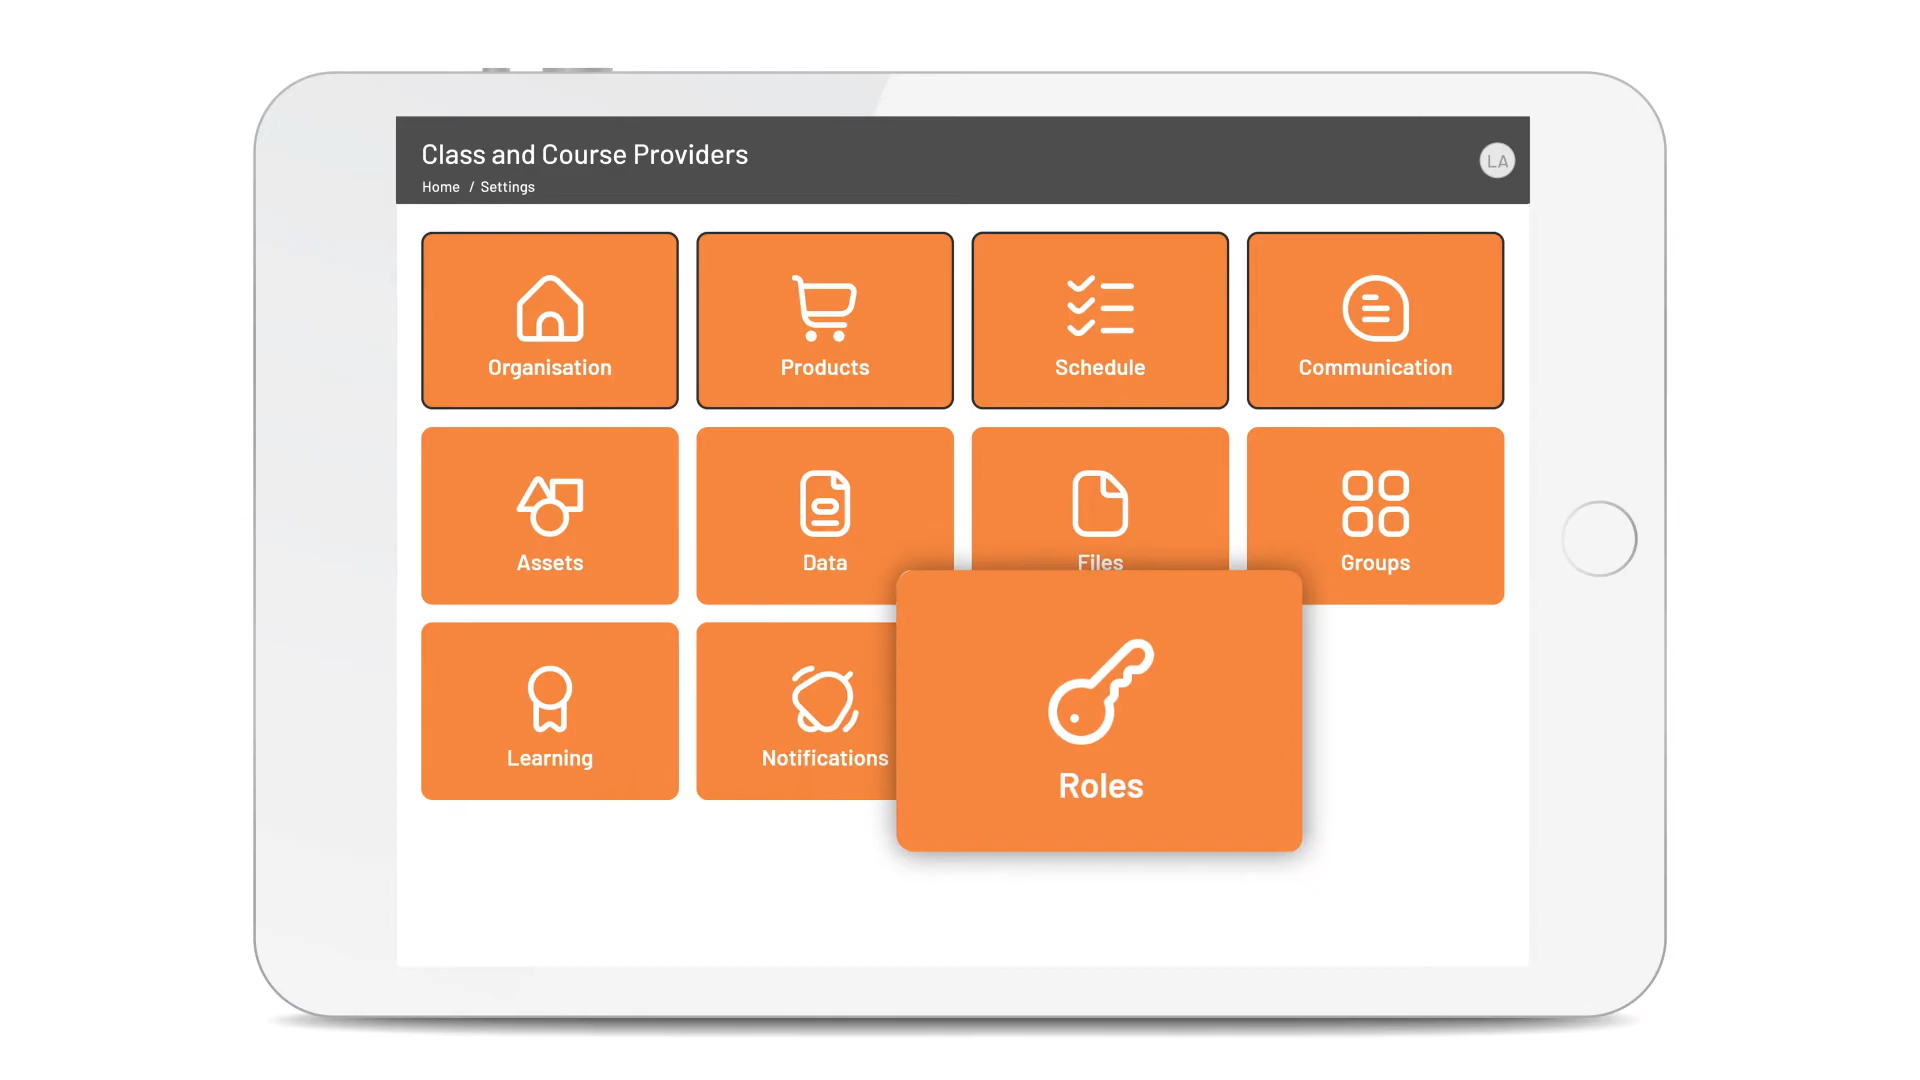 Class and Course Providers
LA
Home / Settings
Organisation
Products
Schedule
Communication
Assets
Data
Files
Groups
Learning
Notifications
Roles